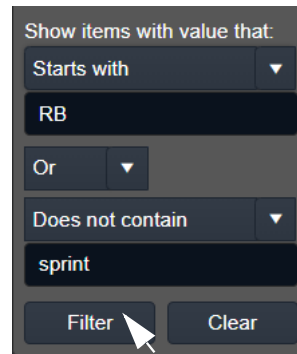 Show items with value that:
Starts with
RB
Or
Does not contain
sprint
Filter Clear